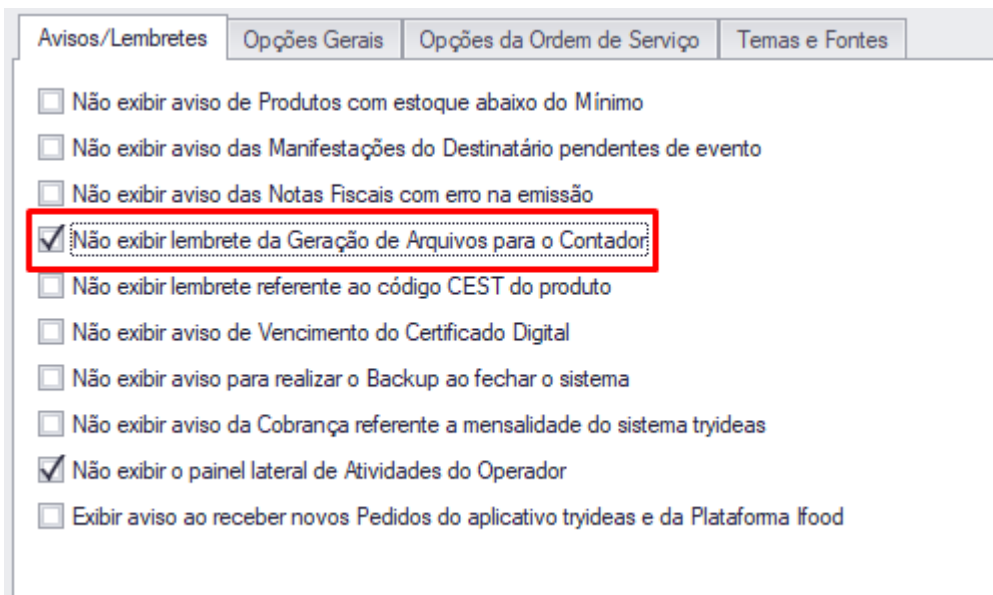 Avisos/Lembretes Opções Gerais Opções da Ordem de Serviço Temas e Fontes
Não exibir aviso de Produtos com estoque abaixo do Mínimo
Não exibir aviso das Manifestações do Destinatário pendentes de evento
Não exibir aviso das Notas Fiscais com erro na emissão
Não exibir lembrete da Geração de Arquivos para o Contador
Não exibir lembrete referente ao código CEST do produto
Não exibir aviso de Vencimento do Certificado Digital
Não exibir aviso para realizar o Backup ao fechar o sistema
Não exibir aviso da Cobrança referente a mensalidade do sistema tryideas
Não exibir o painel lateral de Atividades do Operador
Exibir aviso ao receber novos Pedidos do aplicativo tryideas e da Plataforma Ifood